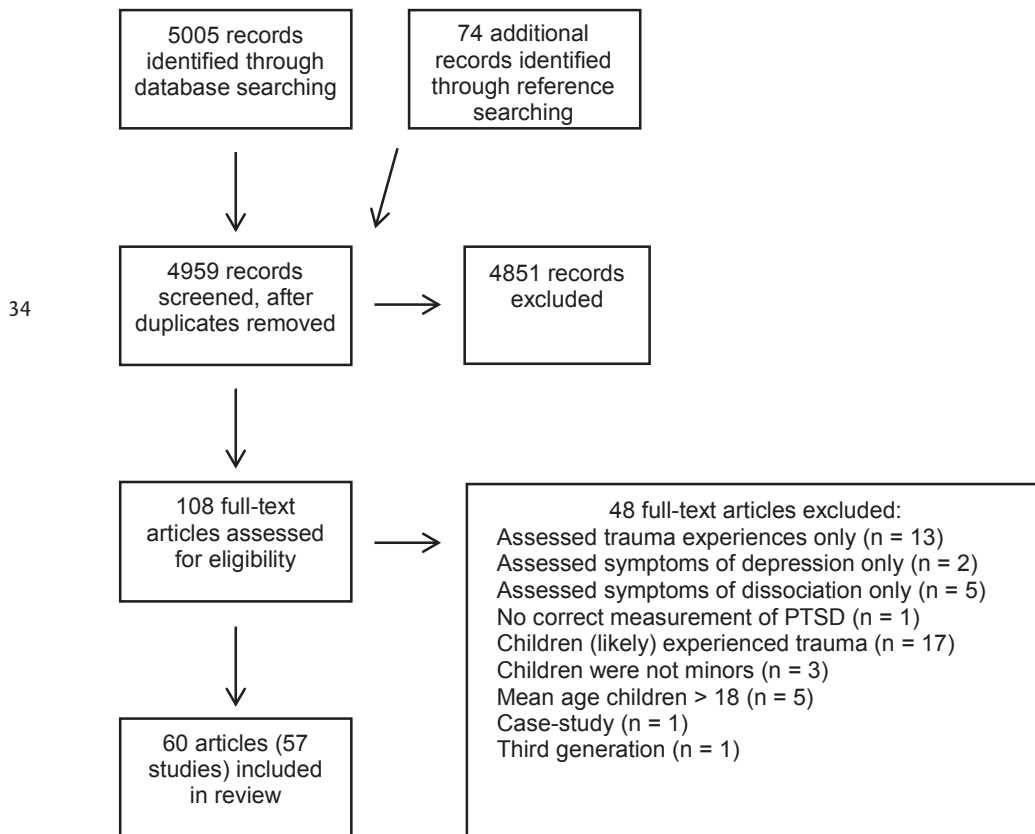 5005 records
identified through
database searching
74 additional
records identified
through reference
searching
4959 records
screened, after
duplicates removed
4851 records
excluded
34
108 full-text
articles assessed
for eligibility
48 full-text articles excluded:
Assessed trauma experiences only (n = 13)
Assessed symptoms of depression only (n = 2)
Assessed symptoms of dissociation only (n = 5)
No correct measurement of PTSD (n = 1)
Children (likely) experienced trauma (n = 17)
Children were not minors (n = 3)
Mean age children > 18 (n = 5)
Case-study (n = 1)
Third generation (n = 1)
60 articles (57
studies) included
in review